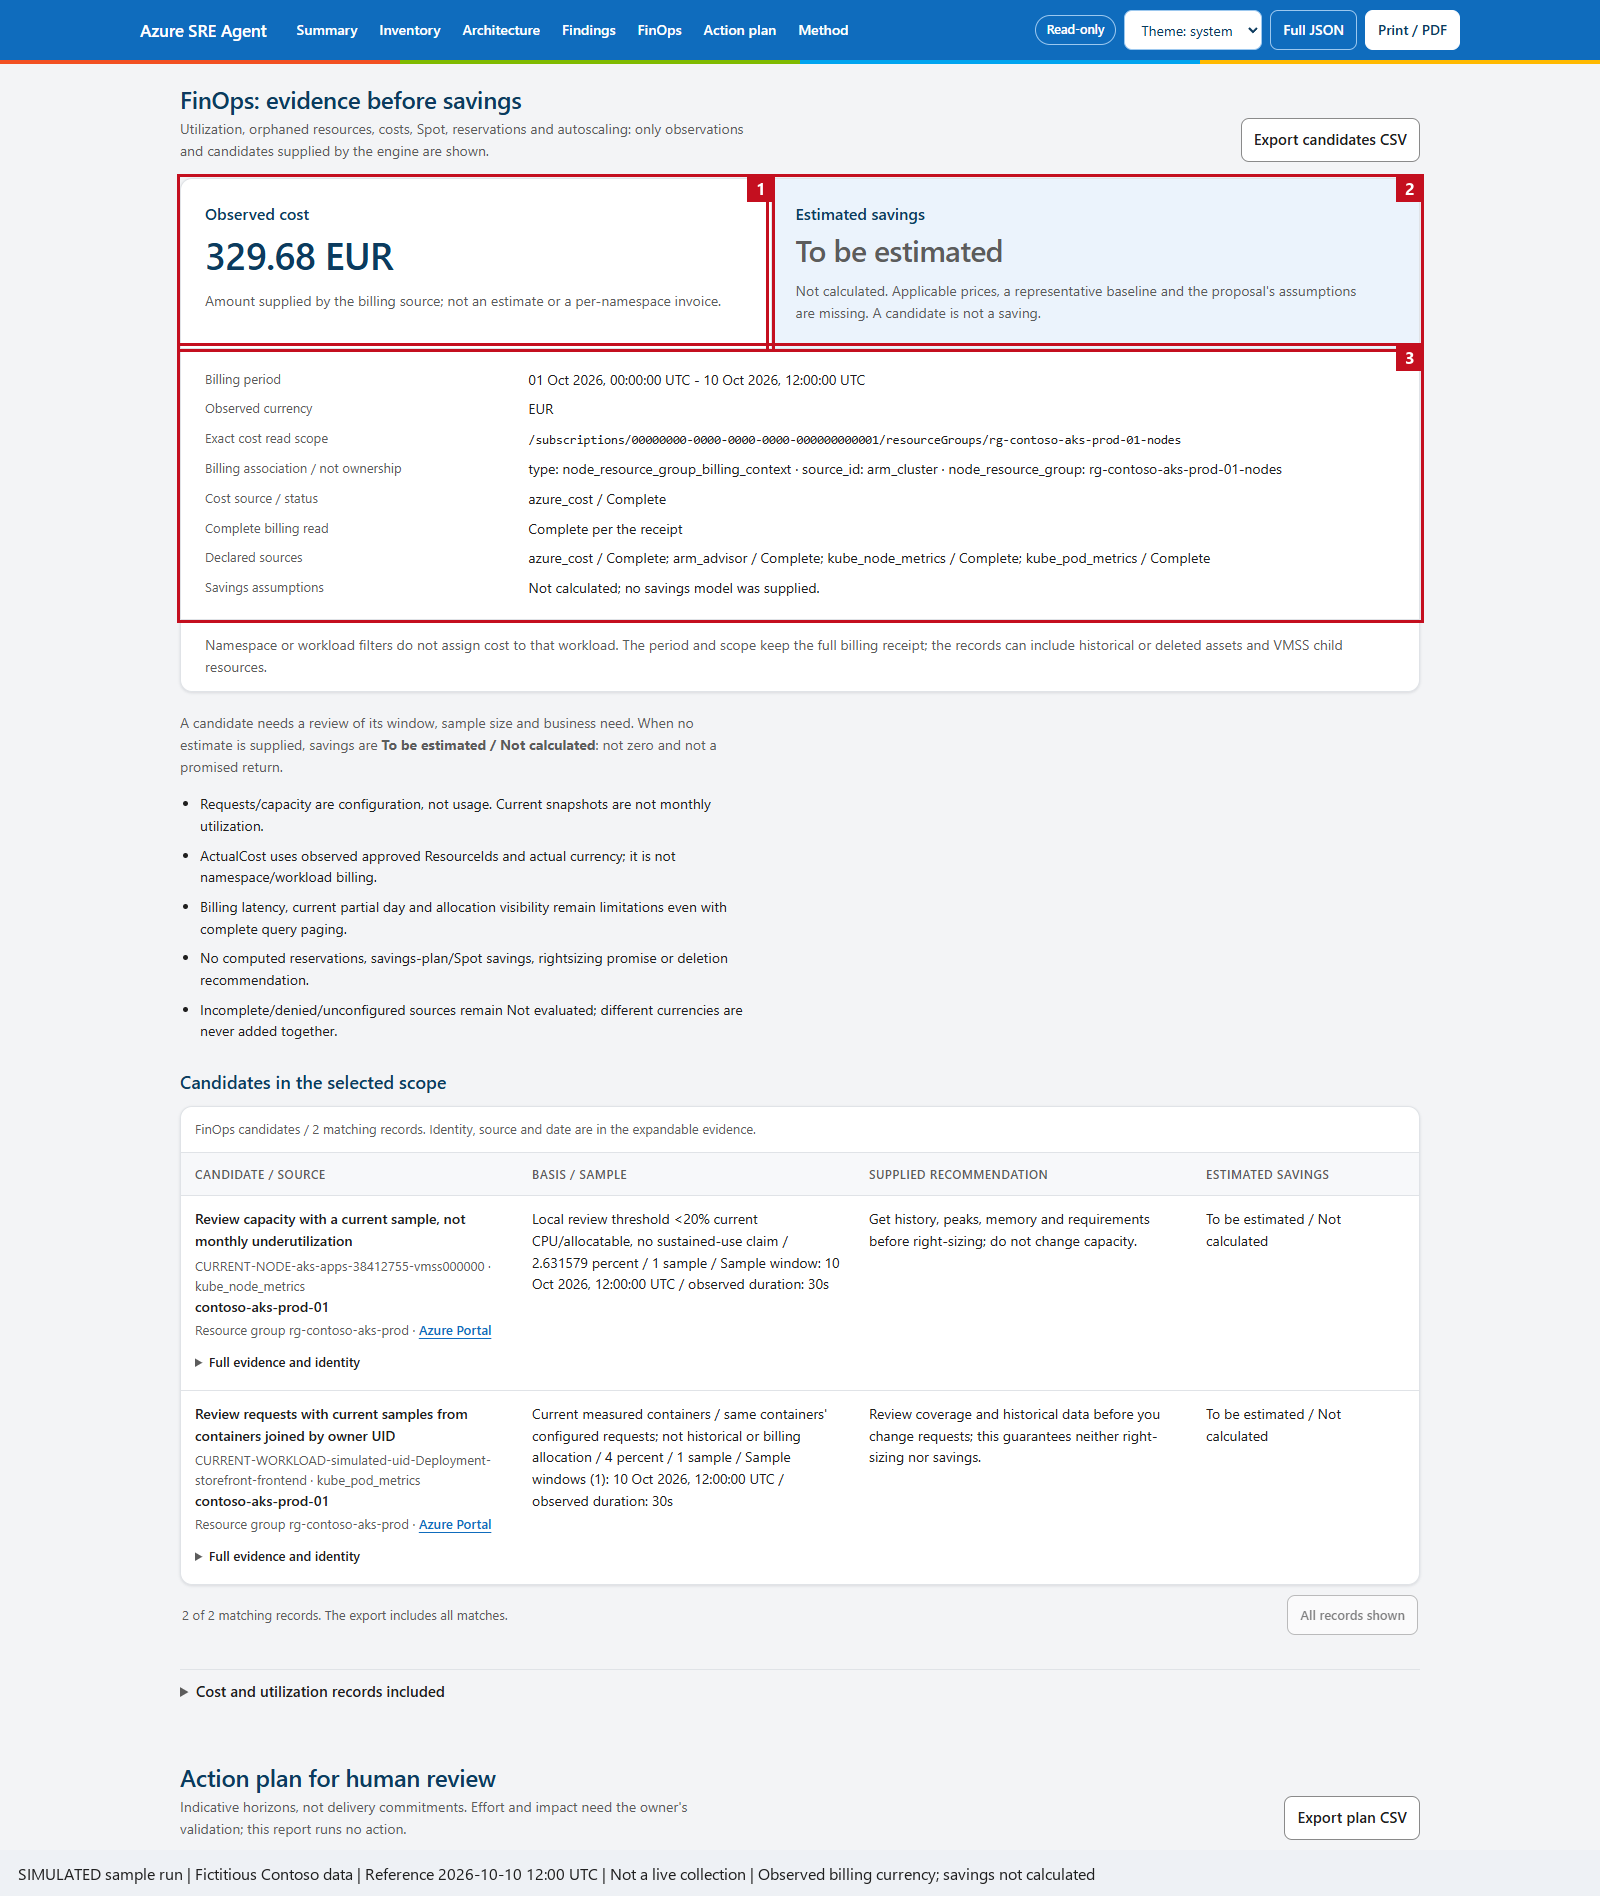 Azure SRE Agent Summary Inventory Architecture Findings FinOps Action plan Method Read-only Theme: system Full JSON Print / PDF
FinOps: evidence before savings
Utilization, orphaned resources, costs, Spot, reservations and autoscaling: only observations
and candidates supplied by the engine are shown.
Export candidates CSV
1
Observed cost
329.68 EUR
Amount supplied by the billing source; not an estimate or a per-namespace invoice.
2
Estimated savings
To be estimated
Not calculated. Applicable prices, a representative baseline and the proposal's assumptions
are missing. A candidate is not a saving.
3
Billing period 01 Oct 2026, 00:00:00 UTC - 10 Oct 2026, 12:00:00 UTC
Observed currency EUR
Exact cost read scope /subscriptions/00000000-0000-0000-0000-000000000001/resourceGroups/rg-contoso-aks-prod-01-nodes
Billing association / not ownership type: node_resource_group_billing_context · source_id: arm_cluster · node_resource_group: rg-contoso-aks-prod-01-nodes
Cost source / status azure_cost / Complete
Complete billing read Complete per the receipt
Declared sources azure_cost / Complete; arm_advisor / Complete; kube_node_metrics / Complete; kube_pod_metrics / Complete
Savings assumptions Not calculated; no savings model was supplied.
Namespace or workload filters do not assign cost to that workload. The period and scope keep the full billing receipt; the records can include historical or deleted assets and VMSS child
resources.
A candidate needs a review of its window, sample size and business need. When no
estimate is supplied, savings are To be estimated / Not calculated: not zero and not a
promised return.
• Requests/capacity are configuration, not usage. Current snapshots are not monthly
utilization.
• ActualCost uses observed approved ResourceIds and actual currency; it is not
namespace/workload billing.
• Billing latency, current partial day and allocation visibility remain limitations even with
complete query paging.
• No computed reservations, savings-plan/Spot savings, rightsizing promise or deletion
recommendation.
• Incomplete/denied/unconfigured sources remain Not evaluated; different currencies are
never added together.
Candidates in the selected scope
FinOps candidates / 2 matching records. Identity, source and date are in the expandable evidence.
CANDIDATE / SOURCE BASIS / SAMPLE SUPPLIED RECOMMENDATION ESTIMATED SAVINGS
Review capacity with a current sample, not
monthly underutilization
CURRENT-NODE-aks-apps-38412755-vmss000000 ·
kube_node_metrics
contoso-aks-prod-01
Resource group rg-contoso-aks-prod · Azure Portal
▶ Full evidence and identity
Local review threshold <20% current
CPU/allocatable, no sustained-use claim /
2.631579 percent / 1 sample / Sample window: 10
Oct 2026, 12:00:00 UTC / observed duration: 30s
Get history, peaks, memory and requirements
before right-sizing; do not change capacity.
To be estimated / Not
calculated
Review requests with current samples from
containers joined by owner UID
CURRENT-WORKLOAD-simulated-uid-Deployment-
storefront-frontend · kube_pod_metrics
contoso-aks-prod-01
Resource group rg-contoso-aks-prod · Azure Portal
▶ Full evidence and identity
Current measured containers / same containers'
configured requests; not historical or billing
allocation / 4 percent / 1 sample / Sample
windows (1): 10 Oct 2026, 12:00:00 UTC /
observed duration: 30s
Review coverage and historical data before you
change requests; this guarantees neither right-
sizing nor savings.
To be estimated / Not
calculated
2 of 2 matching records. The export includes all matches.
All records shown
▶ Cost and utilization records included
Action plan for human review
Indicative horizons, not delivery commitments. Effort and impact need the owner's
validation; this report runs no action.
Export plan CSV
SIMULATED sample run | Fictitious Contoso data | Reference 2026-10-10 12:00 UTC | Not a live collection | Observed billing currency; savings not calculated